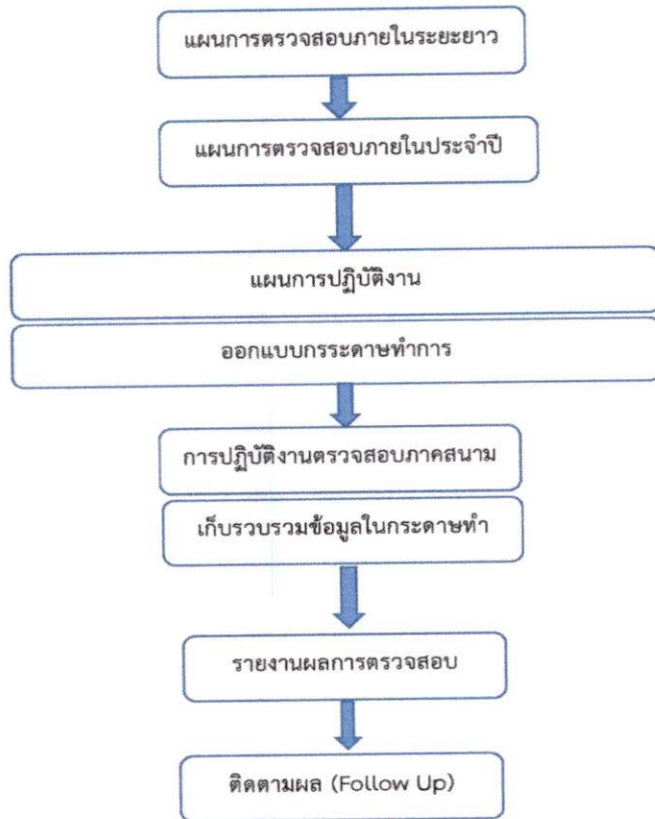 แผนการตรวจสอบภายในระยะยาว
แผนการตรวจสอบภายในประจำปี
แผนการปฏิบัติงาน
ออกแบบกรระดาษทำการ
การปฏิบัติงานตรวจสอบภาคสนาม
เก็บรวบรวมข้อมูลในกระดาษทำ
รายงานผลการตรวจสอบ
ติดตามผล (Follow Up)